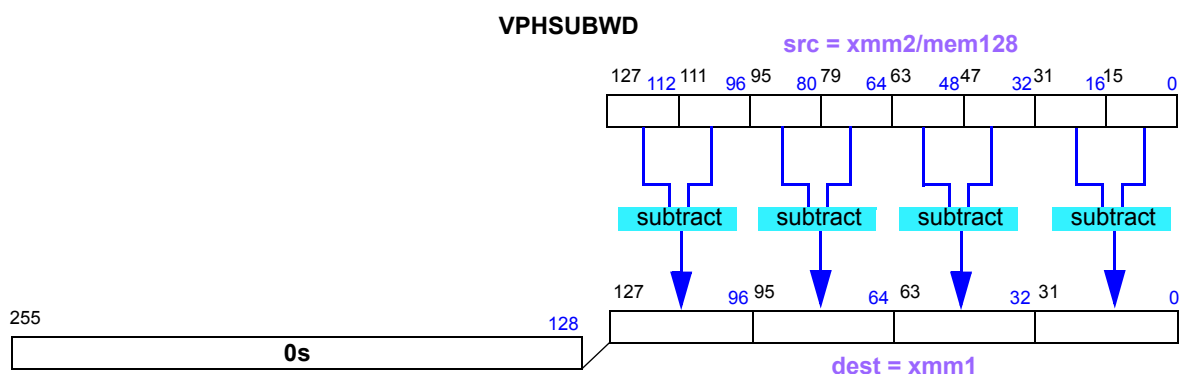 VPHSUBWD
src = xmm2/mem128
127 112 111 96 95 80 79 64 63 48 47 32 31 16 15 0
subtract subtract subtract subtract
127 96 95 64 63 32 31 0
255 128
0s
dest = xmm1